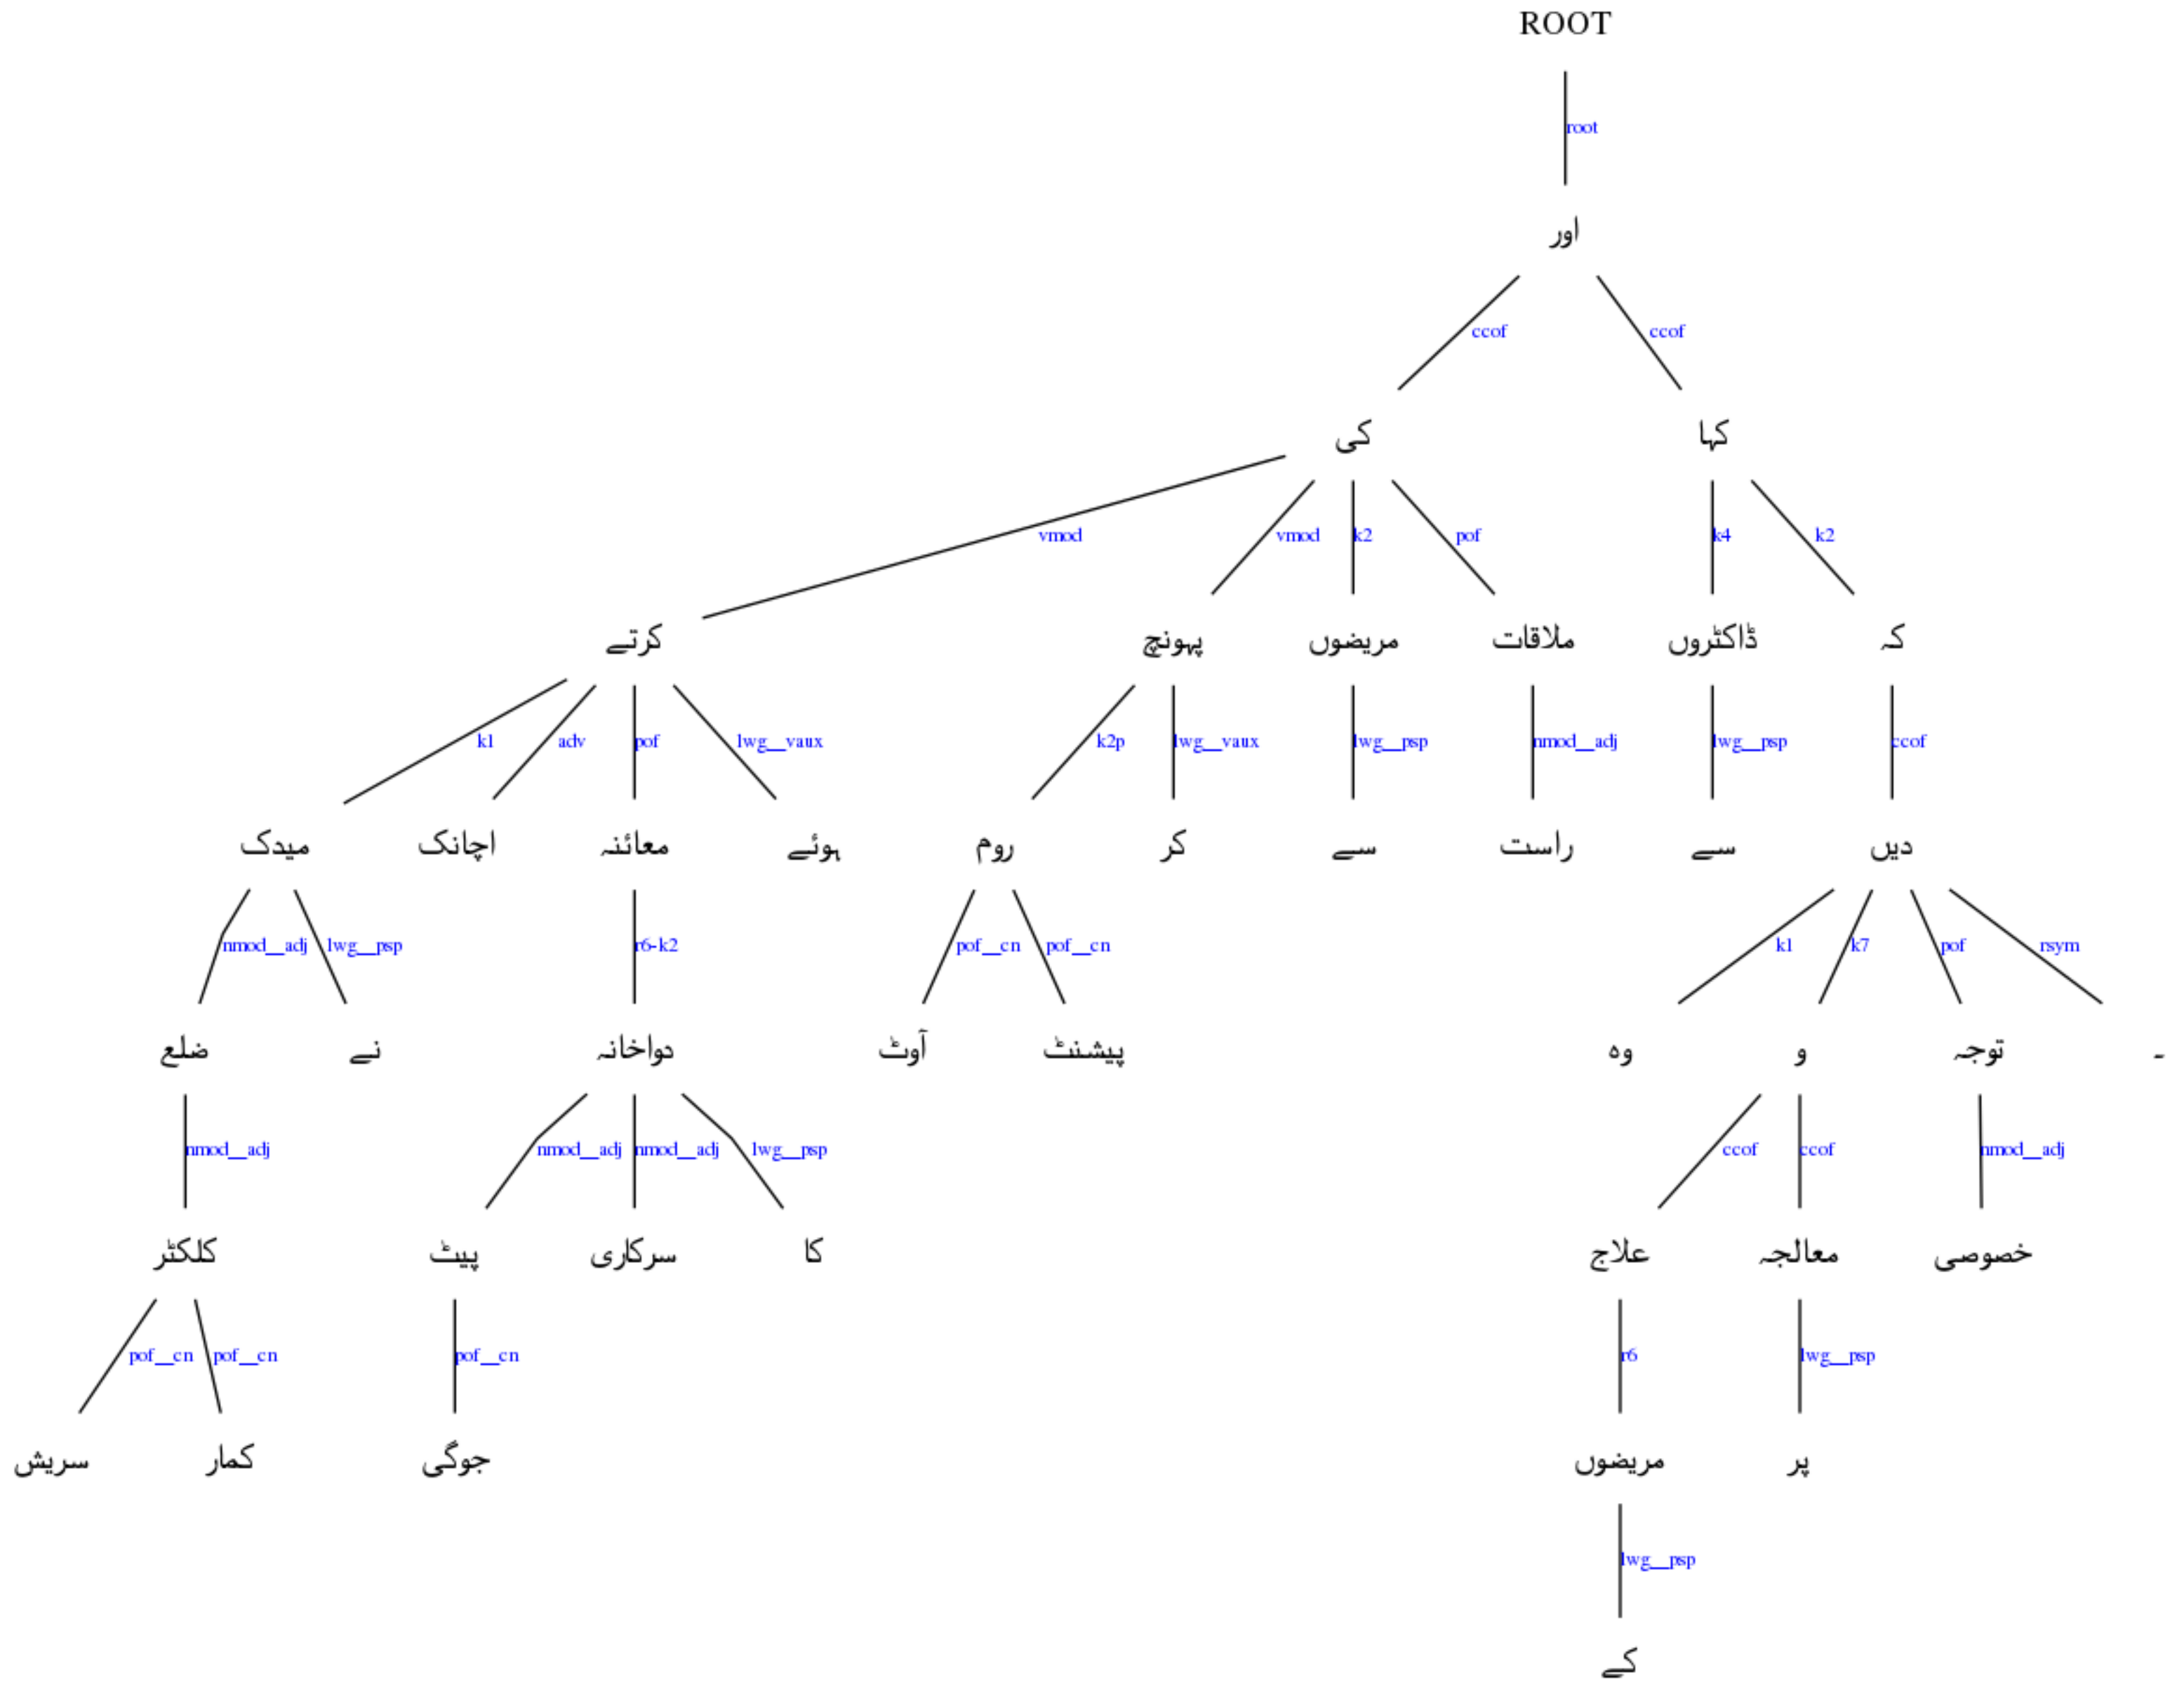 ROOT
root
اور
ccof ccof
کی کہا
vmod vmod k2 pof k4 k2
کرتے پہونچ مریضوں ملاقات ڈاکٹروں کہ
k1 adv pof lwg__vaux k2p lwg__vaux lwg__psp nmod__adj lwg__psp ccof
میدک اچانک معائنہ ہوئے روم کر سے راست سے دیں
nmod__adj lwg__psp r6-k2 pof__cn pof__cn k1 k7 pof rsym
ضلع نے دواخانہ آوٹ پیشنٹ وہ و توجہ ۔
nmod__adj nmod__adj nmod__adj lwg__psp ccof ccof nmod__adj
کلکٹر پیٹ سرکاری کا علاج معالجہ خصوصی
pof__cn pof__cn pof__cn r6 lwg__psp
سریش کمار جوگی مریضوں پر
lwg__psp
کے